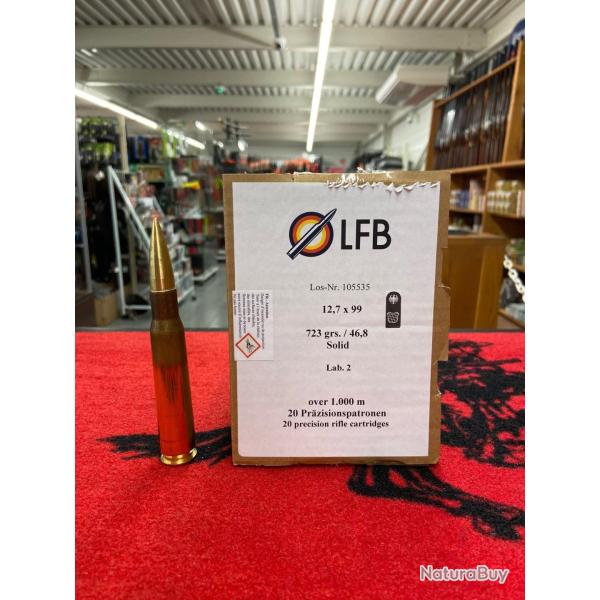 LFB
Los-Nr. 105535
12,7 x 99
723 grs. / 46,8
Solid
Lab. 2
over 1.000 m
20 Präzisionspatronen
20 precision rifle cartridges
NaturaBuy